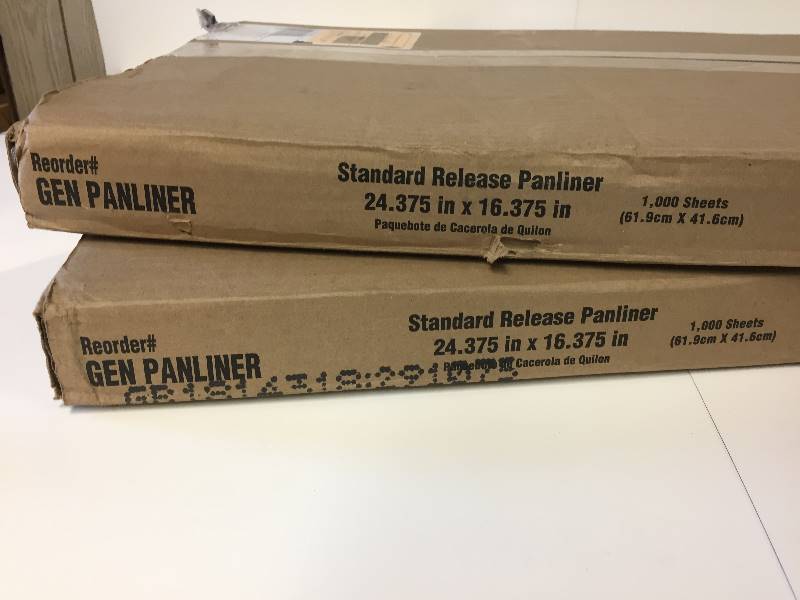 Reorder#
GEN PANLINER
Standard Release Panliner
24.375 in x 16.375 in
Paquebote de Cacerola de Quilon
1,000 Sheets
(61.9cm X 41.6cm)
Reorder#
GEN PANLINER
Standard Release Panliner
24.375 in x 16.375 in
Cacerola de Quilon
1,000 Sheets
(61.9cm X 41.6cm)